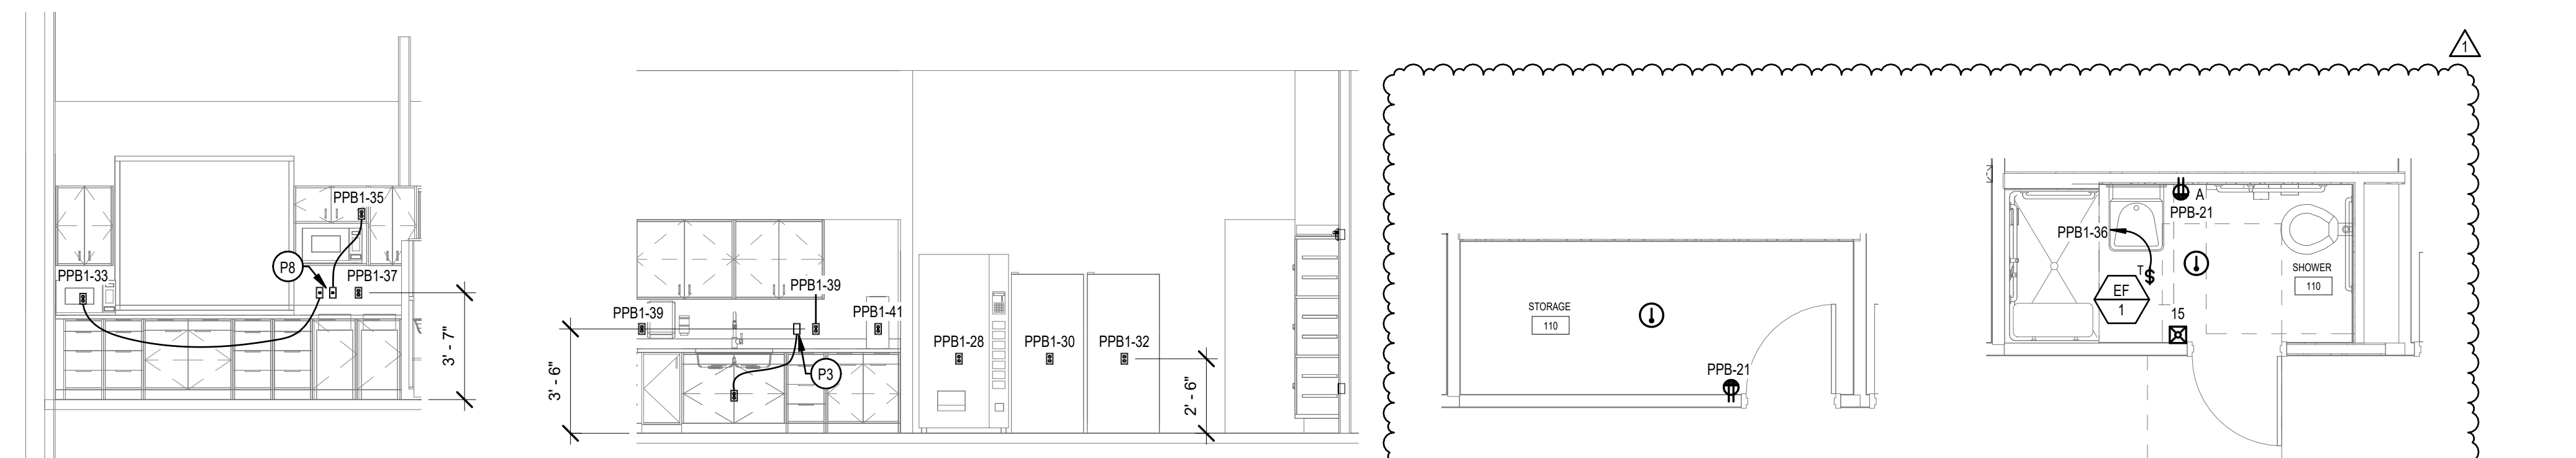 PPB1-35
P8
PPB1-33
PPB1-37
3' - 7"
PPB1-39
PPB1-39
PPB1-41
3' - 6"
P3
PPB1-28
PPB1-30
PPB1-32
2' - 6"
1
STORAGE
110
PPB-21
A
PPB-21
PPB1-36
T
$
EF
1
15
SHOWER
110